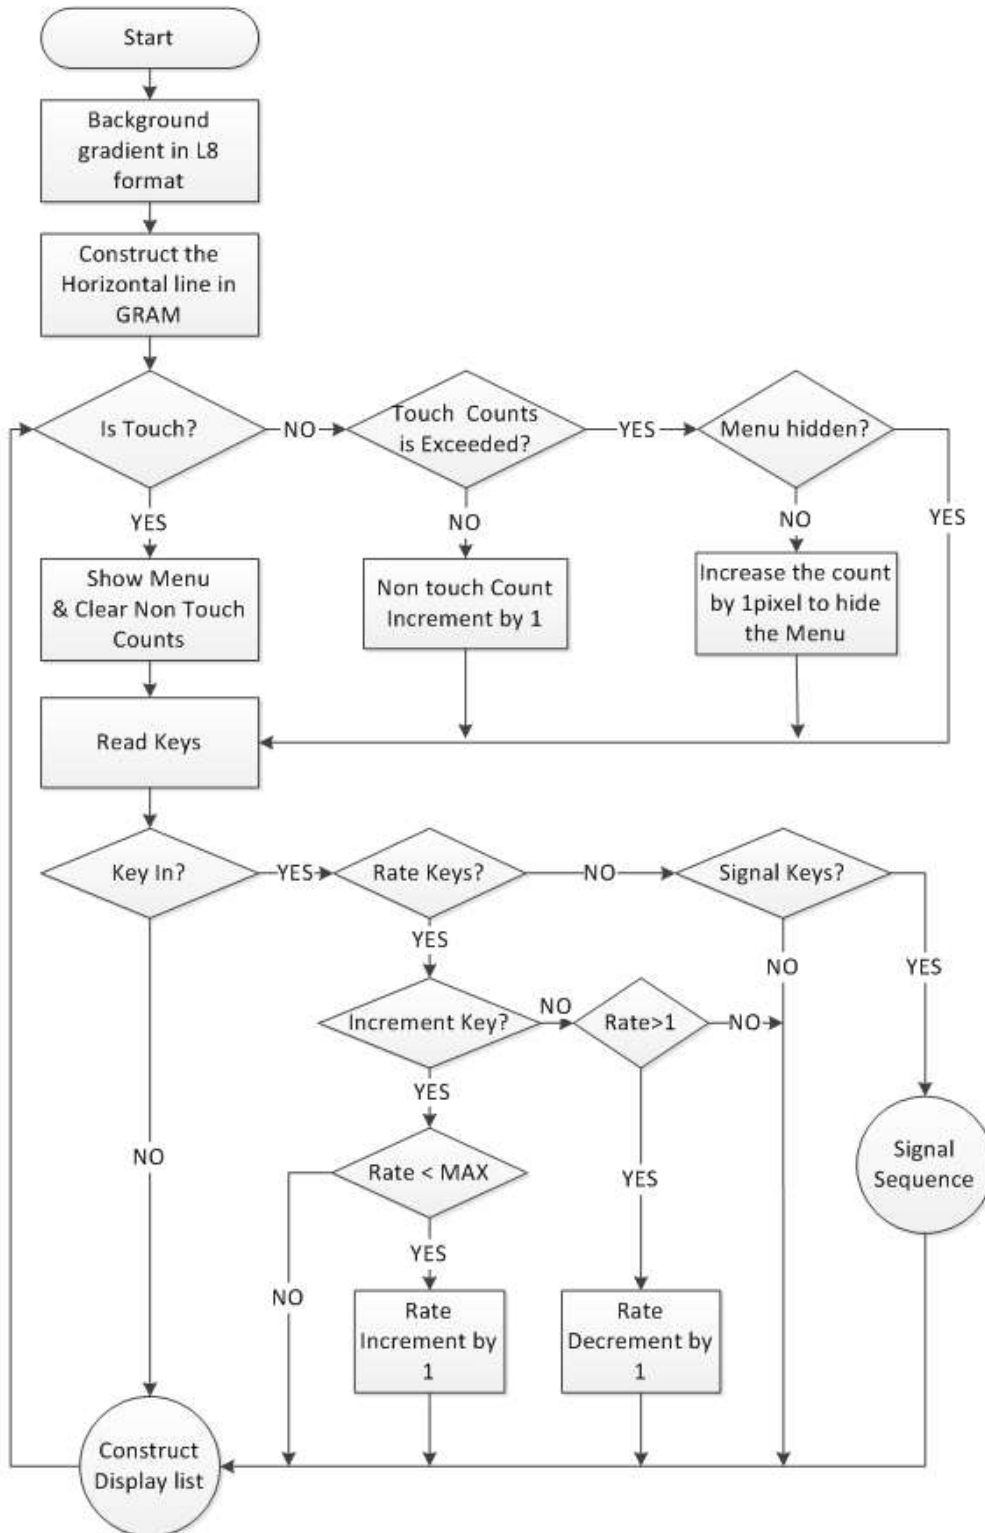 Start
Background
gradient in L8
format
Construct the
Horizontal line in
GRAM
Is Touch?
NO
Touch Counts
is Exceeded?
YES
Menu hidden?
YES
NO
NO
YES
Show Menu
& Clear Non Touch
Counts
Non touch Count
Increment by 1
Increase the count
by 1pixel to hide
the Menu
Read Keys
Key In?
YES
Rate Keys?
NO
Signal Keys?
YES
NO
YES
Increment Key?
NO
Rate>1
NO
YES
Rate < MAX
NO
YES
YES
NO
Signal
Sequence
Rate
Increment by
1
Rate
Decrement by
1
Construct
Display list